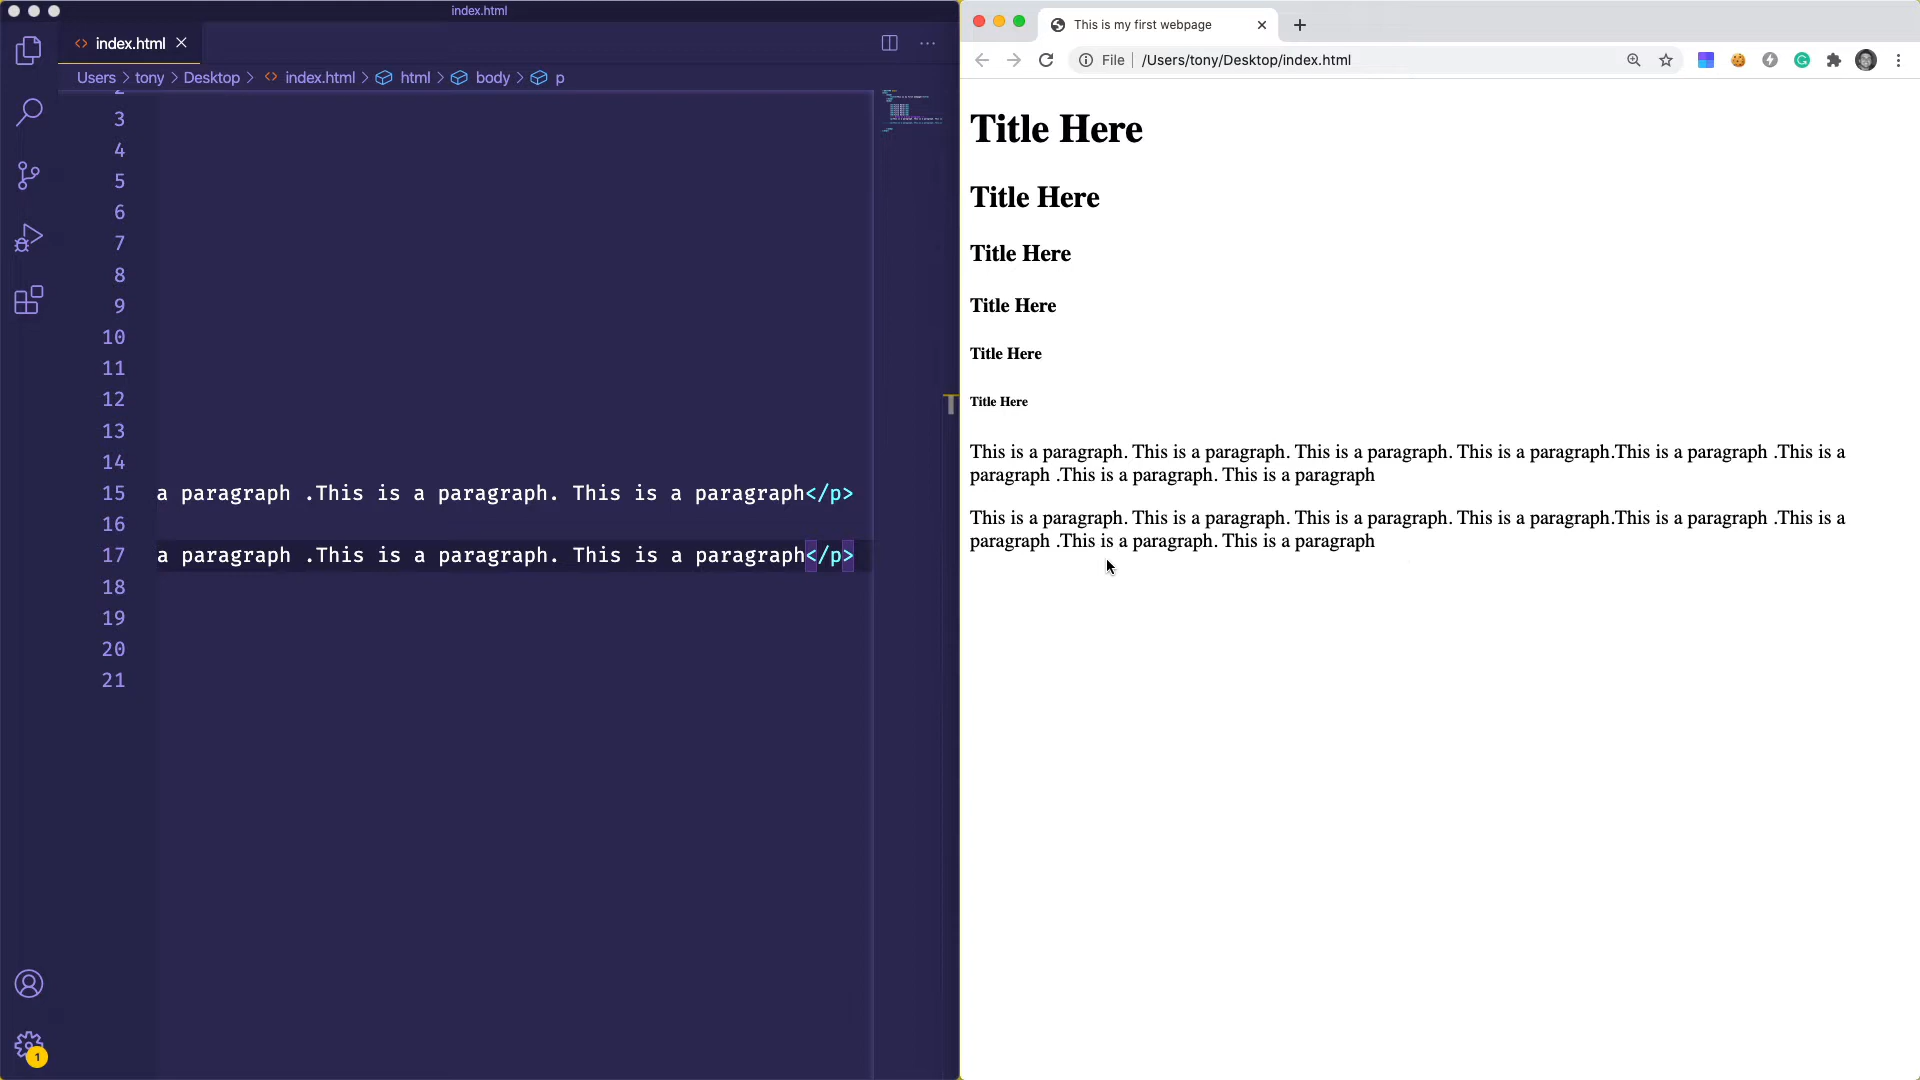 index.html
index.html
Users > tony > Desktop > index.html > html > body > p
2
3
4
5
6
7
8
9
10
11
12
13
14
15 a paragraph .This is a paragraph. This is a paragraph</p>
16
17 a paragraph .This is a paragraph. This is a paragraph</p>
18
19
20
21
1
This is my first webpage
File /Users/tony/Desktop/index.html
Title Here
Title Here
Title Here
Title Here
Title Here
Title Here
This is a paragraph. This is a paragraph. This is a paragraph. This is a paragraph.This is a paragraph .This is a
paragraph .This is a paragraph. This is a paragraph
This is a paragraph. This is a paragraph. This is a paragraph. This is a paragraph.This is a paragraph .This is a
paragraph .This is a paragraph. This is a paragraph